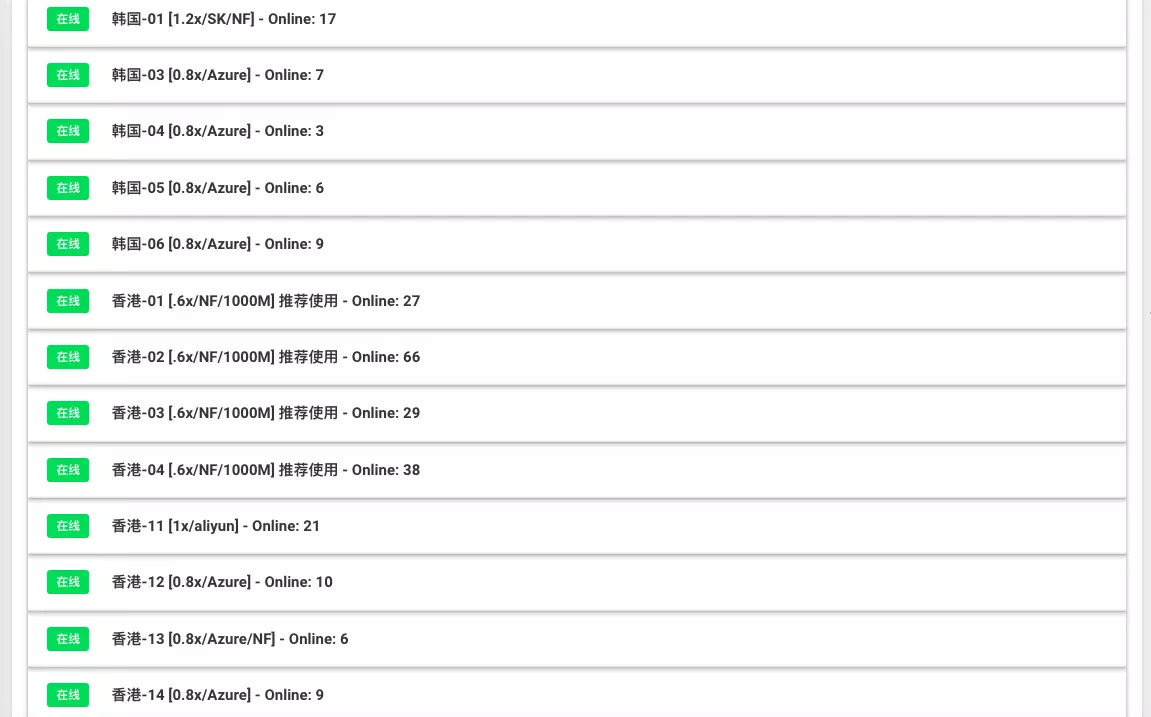 在线 韩国-01 [1.2x/SK/NF] - Online: 17
在线 韩国-03 [0.8x/Azure] - Online: 7
在线 韩国-04 [0.8x/Azure] - Online: 3
在线 韩国-05 [0.8x/Azure] - Online: 6
在线 韩国-06 [0.8x/Azure] - Online: 9
在线 香港-01 [.6x/NF/1000M] 推荐使用 - Online: 27
在线 香港-02 [.6x/NF/1000M] 推荐使用 - Online: 66
在线 香港-03 [.6x/NF/1000M] 推荐使用 - Online: 29
在线 香港-04 [.6x/NF/1000M] 推荐使用 - Online: 38
在线 香港-11 [1x/aliyun] - Online: 21
在线 香港-12 [0.8x/Azure] - Online: 10
在线 香港-13 [0.8x/Azure/NF] - Online: 6
在线 香港-14 [0.8x/Azure] - Online: 9